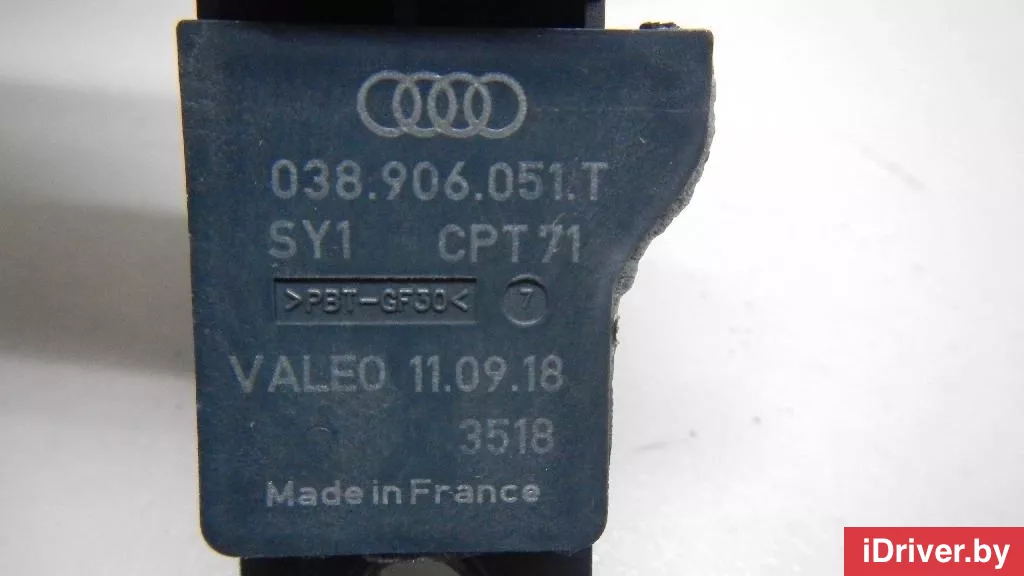 038.906.051.T
SY1 CPT 71
>PBT-GF30< 7
VALEO 11.09.18
3518
Made in France
iDriver.by